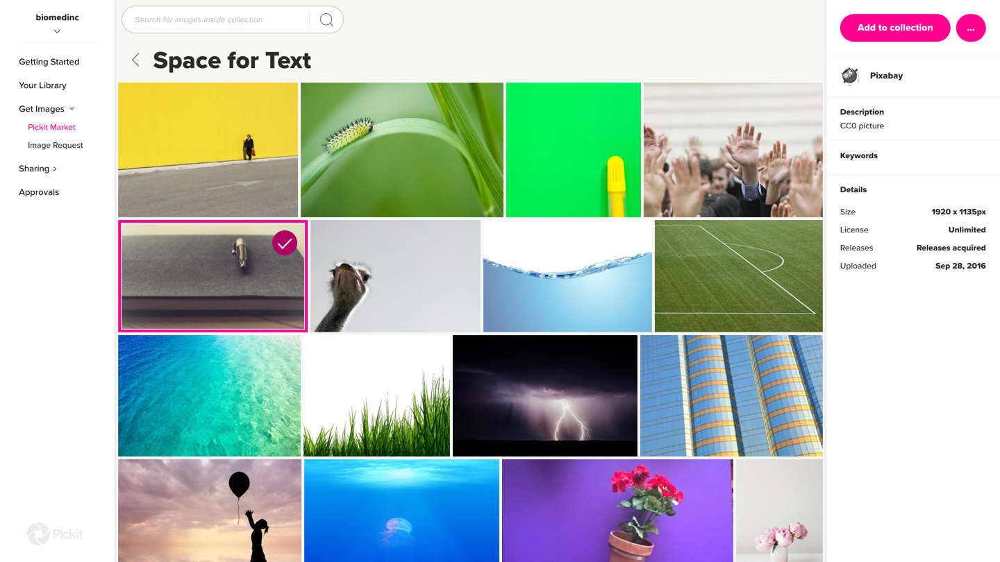 biomedinc
Getting Started
Your Library
Get Images
Pickit Market
Image Request
Sharing
Approvals
Pickit
Search for images inside collection
Space for Text
Add to collection
...
Pixabay
Description
CC0 picture
Keywords
Details
Size 1920 x 1135px
License Unlimited
Releases Releases acquired
Uploaded Sep 28, 2016